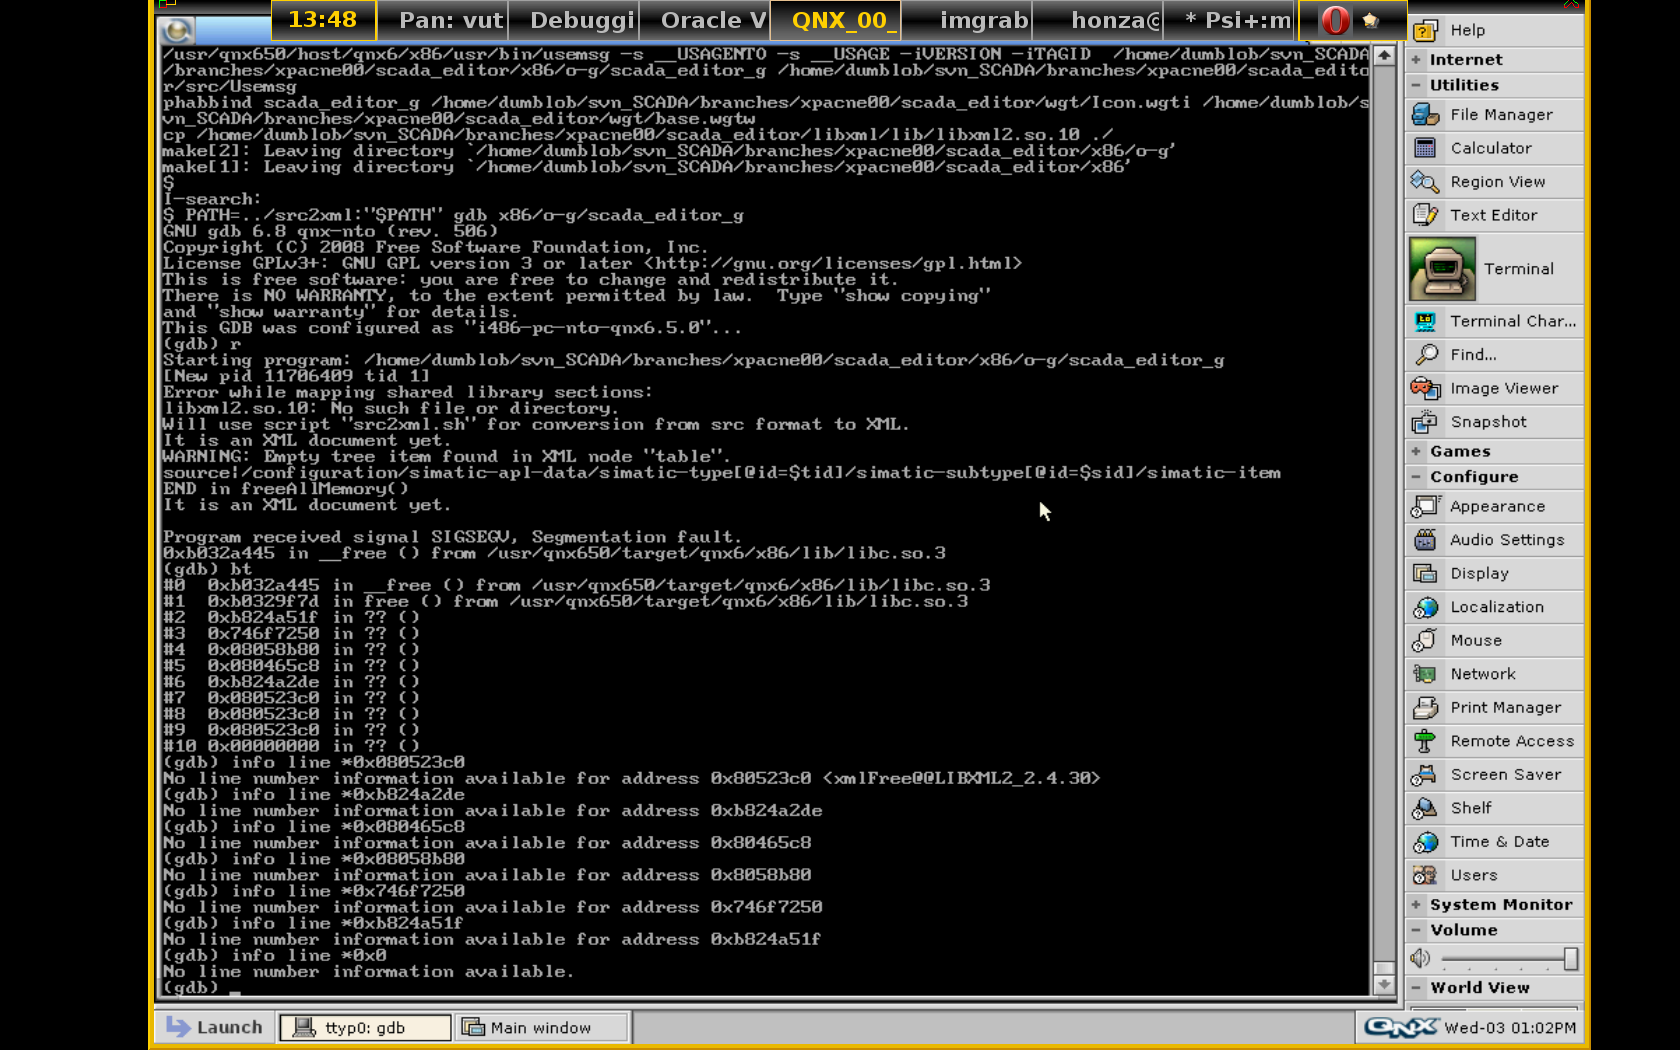 13:48
Pan: vut
Debuggi
Oracle V
QNX_00_
imgrab
honza@
* Psi+:m
/usr/qnx650/host/qnx6/x86/usr/bin/usemsg -s __USAGENTO -s __USAGE -iVERSION -iTAGID  /home/dumblob/svn_SCADA
/branches/xpacne00/scada_editor/x86/o-g/scada_editor_g /home/dumblob/svn_SCADA/branches/xpacne00/scada_edito
r/src/Usemsg
phabbind scada_editor_g /home/dumblob/svn_SCADA/branches/xpacne00/scada_editor/wgt/Icon.wgti /home/dumblob/s
vn_SCADA/branches/xpacne00/scada_editor/wgt/base.wgtw
cp /home/dumblob/svn_SCADA/branches/xpacne00/scada_editor/libxml/lib/libxml2.so.10 ./
make[2]: Leaving directory `/home/dumblob/svn_SCADA/branches/xpacne00/scada_editor/x86/o-g'
make[1]: Leaving directory `/home/dumblob/svn_SCADA/branches/xpacne00/scada_editor/x86'
$
I-search:
$ PATH=../src2xml:"$PATH" gdb x86/o-g/scada_editor_g
GNU gdb 6.8 qnx-nto (rev. 506)
Copyright (C) 2008 Free Software Foundation, Inc.
License GPLv3+: GNU GPL version 3 or later <http://gnu.org/licenses/gpl.html>
This is free software: you are free to change and redistribute it.
There is NO WARRANTY, to the extent permitted by law.  Type "show copying"
and "show warranty" for details.
This GDB was configured as "i486-pc-nto-qnx6.5.0"...
(gdb) r
Starting program: /home/dumblob/svn_SCADA/branches/xpacne00/scada_editor/x86/o-g/scada_editor_g
[New pid 11706409 tid 1]
Error while mapping shared library sections:
libxml2.so.10: No such file or directory.
Will use script "src2xml.sh" for conversion from src format to XML.
It is an XML document yet.
WARNING: Empty tree item found in XML node "table".
source|/configuration/simatic-apl-data/simatic-type[@id=$tid]/simatic-subtype[@id=$sid]/simatic-item
END in freeAllMemory()
It is an XML document yet.
Program received signal SIGSEGV, Segmentation fault.
0xb032a445 in __free () from /usr/qnx650/target/qnx6/x86/lib/libc.so.3
(gdb) bt
#0  0xb032a445 in __free () from /usr/qnx650/target/qnx6/x86/lib/libc.so.3
#1  0xb0329f7d in free () from /usr/qnx650/target/qnx6/x86/lib/libc.so.3
#2  0xb824a51f in ?? ()
#3  0x746f7250 in ?? ()
#4  0x08058b80 in ?? ()
#5  0x080465c8 in ?? ()
#6  0xb824a2de in ?? ()
#7  0x080523c0 in ?? ()
#8  0x080523c0 in ?? ()
#9  0x080523c0 in ?? ()
#10 0x00000000 in ?? ()
(gdb) info line *0x080523c0
No line number information available for address 0x80523c0 <xmlFree@@LIBXML2_2.4.30>
(gdb) info line *0xb824a2de
No line number information available for address 0xb824a2de
(gdb) info line *0x080465c8
No line number information available for address 0x80465c8
(gdb) info line *0x08058b80
No line number information available for address 0x8058b80
(gdb) info line *0x746f7250
No line number information available for address 0x746f7250
(gdb) info line *0xb824a51f
No line number information available for address 0xb824a51f
(gdb) info line *0x0
No line number information available.
(gdb) _
Help
+ Internet
- Utilities
File Manager
Calculator
Region View
Text Editor
Terminal
Terminal Char...
Find...
Image Viewer
Snapshot
+ Games
- Configure
Appearance
Audio Settings
Display
Localization
Mouse
Network
Print Manager
Remote Access
Screen Saver
Shelf
Time & Date
Users
+ System Monitor
- Volume
- World View
Launch
ttyp0: gdb
Main window
QNX
Wed-03 01:02PM